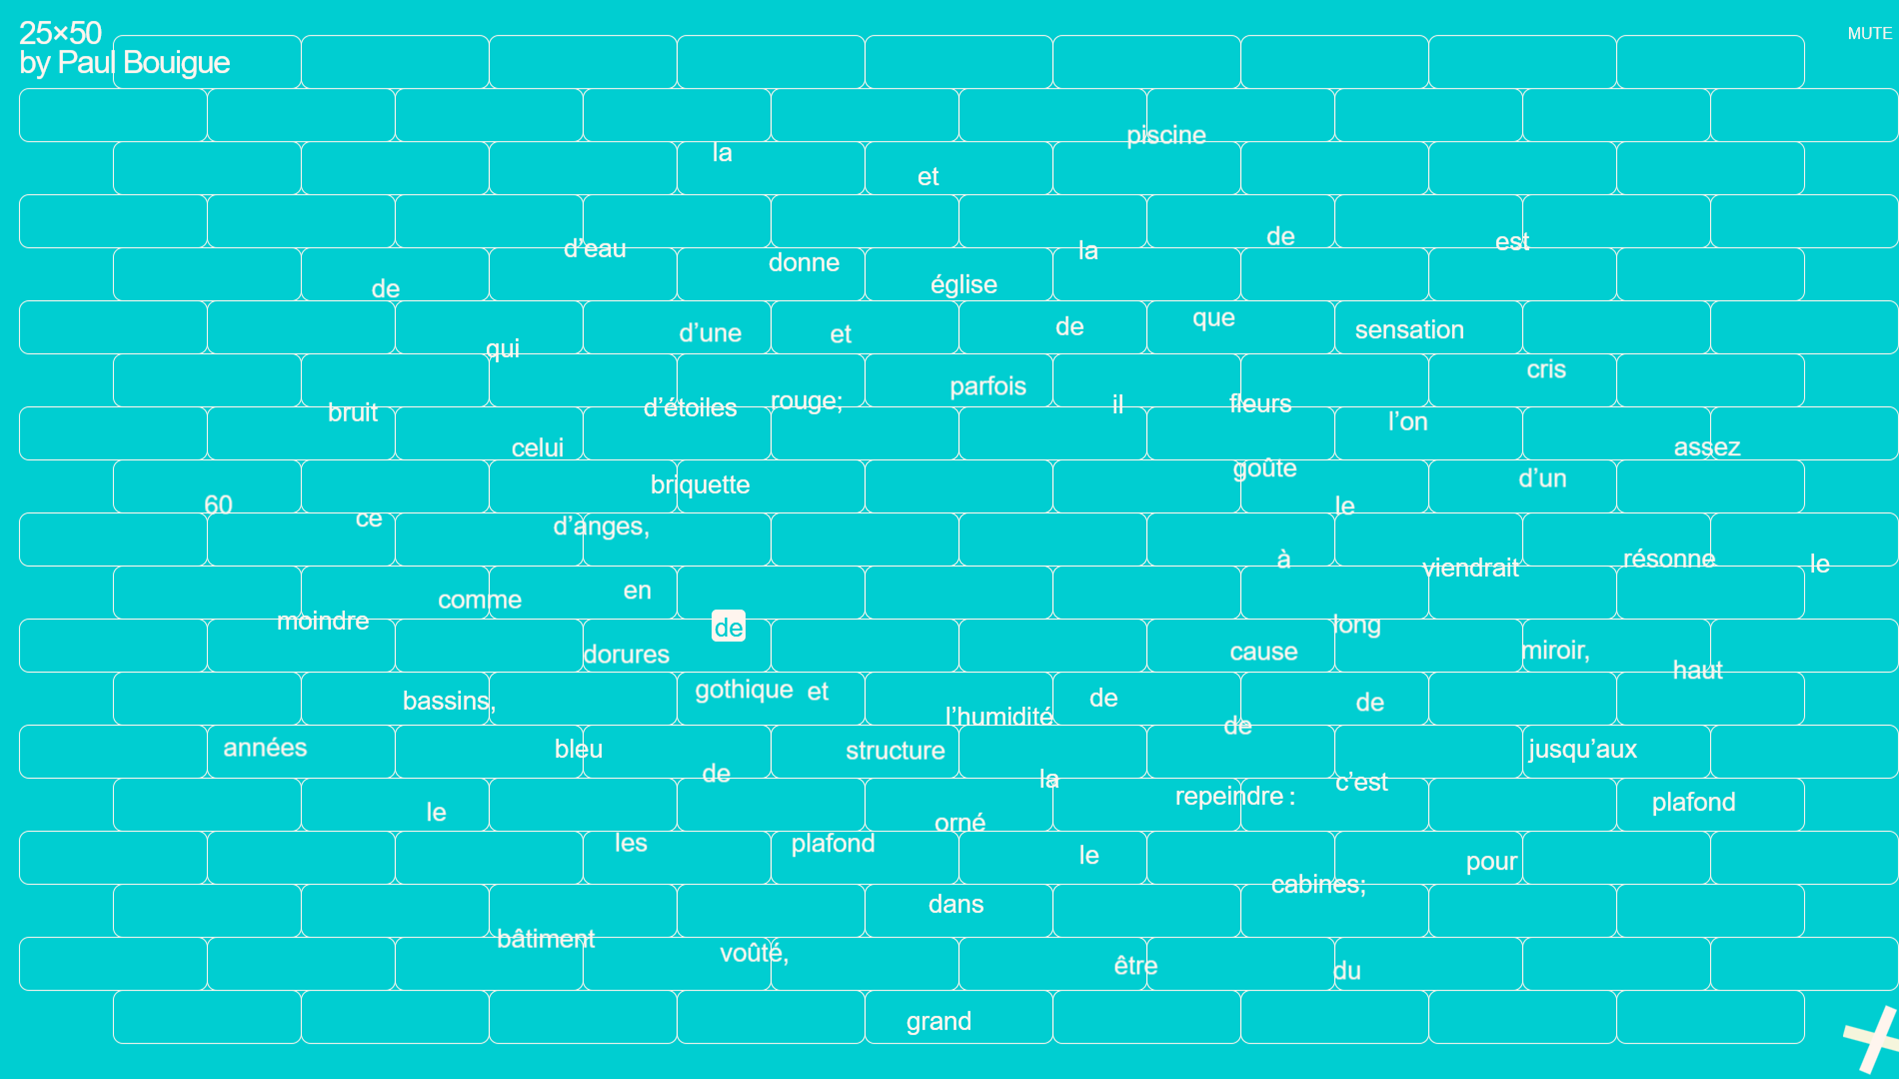 25×50
by Paul Bouigue
MUTE
piscine
la
et
de
est
d’eau
la
donne
église
de
que
de
sensation
d’une
et
qui
cris
parfois
rouge;
fleurs
il
d’étoiles
bruit
l’on
assez
celui
goûte
d’un
briquette
60
le
ce
d’anges,
résonne
à
le
viendrait
en
comme
moindre
long
de
miroir,
cause
dorures
haut
gothique
et
de
bassins,
de
l’humidité
de
années
bleu
structure
jusqu’aux
de
la
c’est
repeindre :
plafond
le
orné
les
plafond
le
pour
cabines;
dans
bâtiment
voûté,
être
du
grand